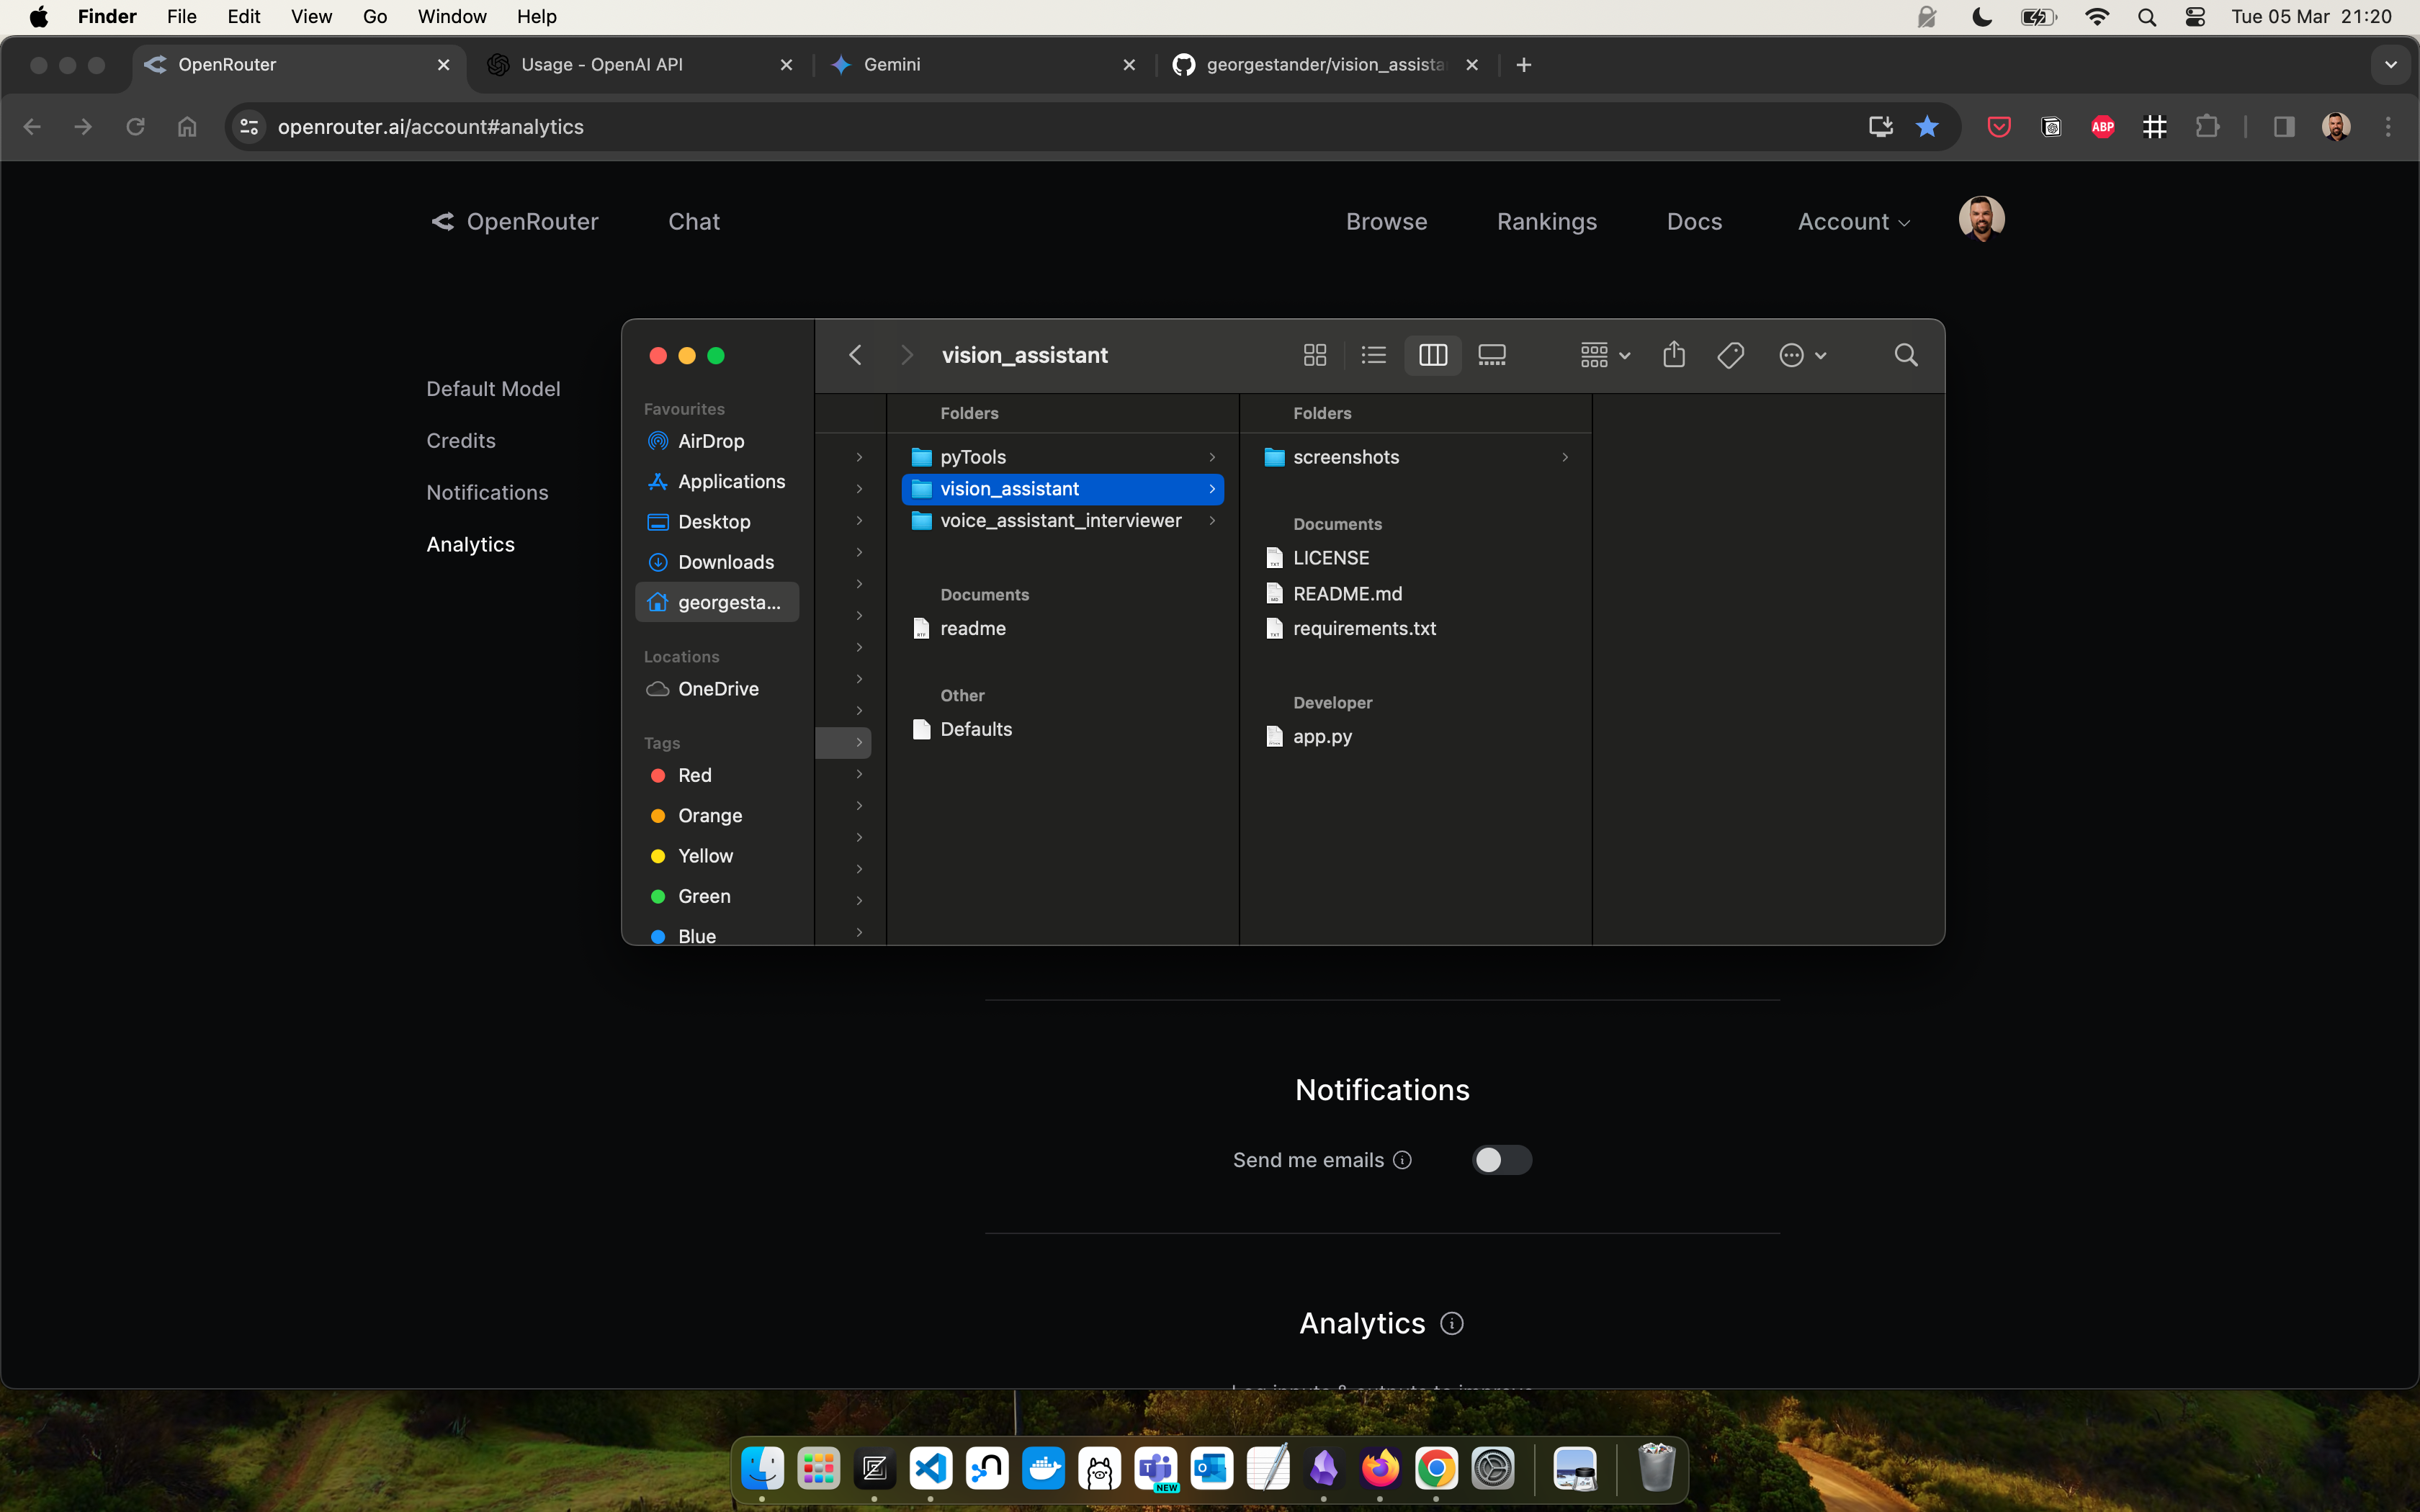 Finder File Edit View Go Window Help Tue 05 Mar 21:20
OpenRouter Usage - OpenAI API Gemini georgestander/vision_assista
openrouter.ai/account#analytics ABP
OpenRouter Chat Browse Rankings Docs Account
Default Model
Credits
Notifications
Analytics
vision_assistant
Favourites
AirDrop
Applications
Desktop
Downloads
georgesta...
Locations
OneDrive
Tags
Red
Orange
Yellow
Green
Blue
Folders
pyTools
vision_assistant
voice_assistant_interviewer
Documents
readme
Other
Defaults
Folders
screenshots
Documents
LICENSE
README.md
requirements.txt
Developer
app.py
Notifications
Send me emails
Analytics
NEW